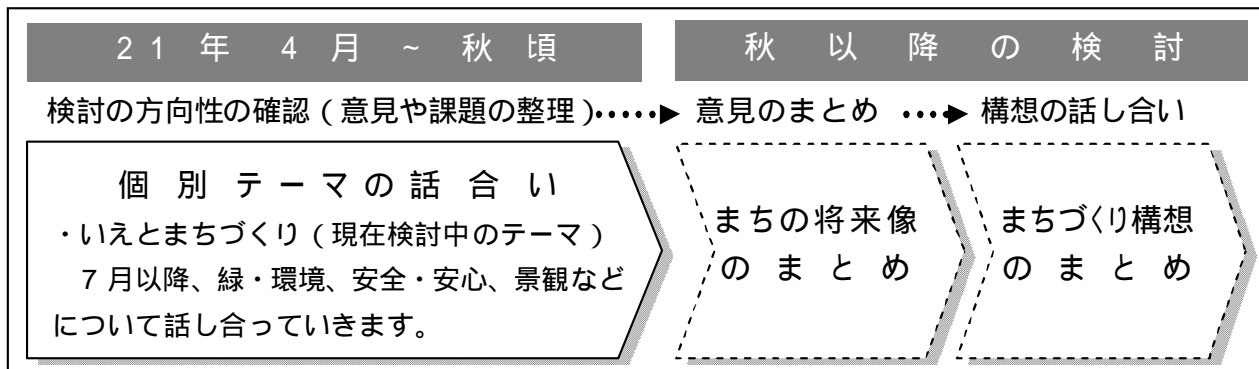 21年4月~秋頃
秋以降の検討
検討の方向性の確認(意見や課題の整理)
意見のまとめ
構想の話し合い
個別テーマの話合い
・いえとまちづくり(現在検討中のテーマ)
7月以降、緑・環境、安全・安心、景観など
について話し合っていきます。
まちの将来像
のまとめ
まちづくり構想
のまとめ